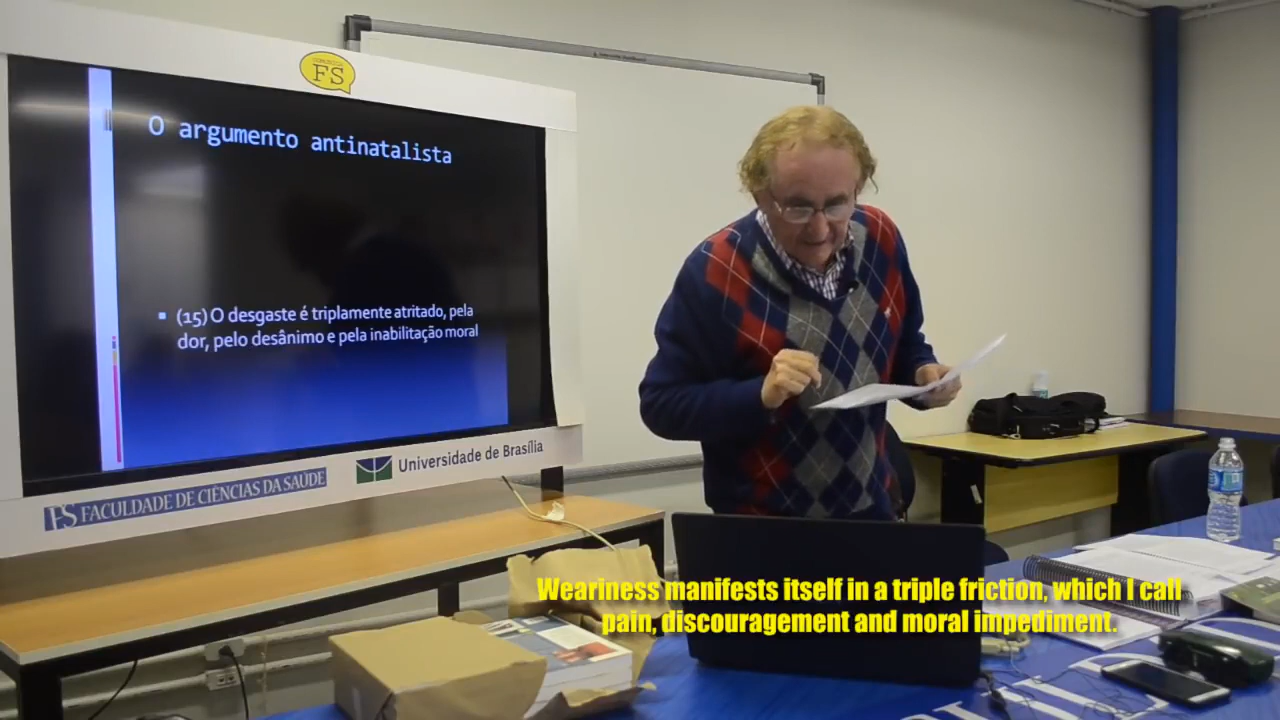 FS
O argumento antinatalista
(15) O desgaste é triplamente atritado, pela
dor, pelo desânimo e pela inabilitação moral
FS FACULDADE DE CIÊNCIAS DA SAÚDE
Universidade de Brasília
Weariness manifests itself in a triple friction, which I call
pain, discouragement and moral impediment.